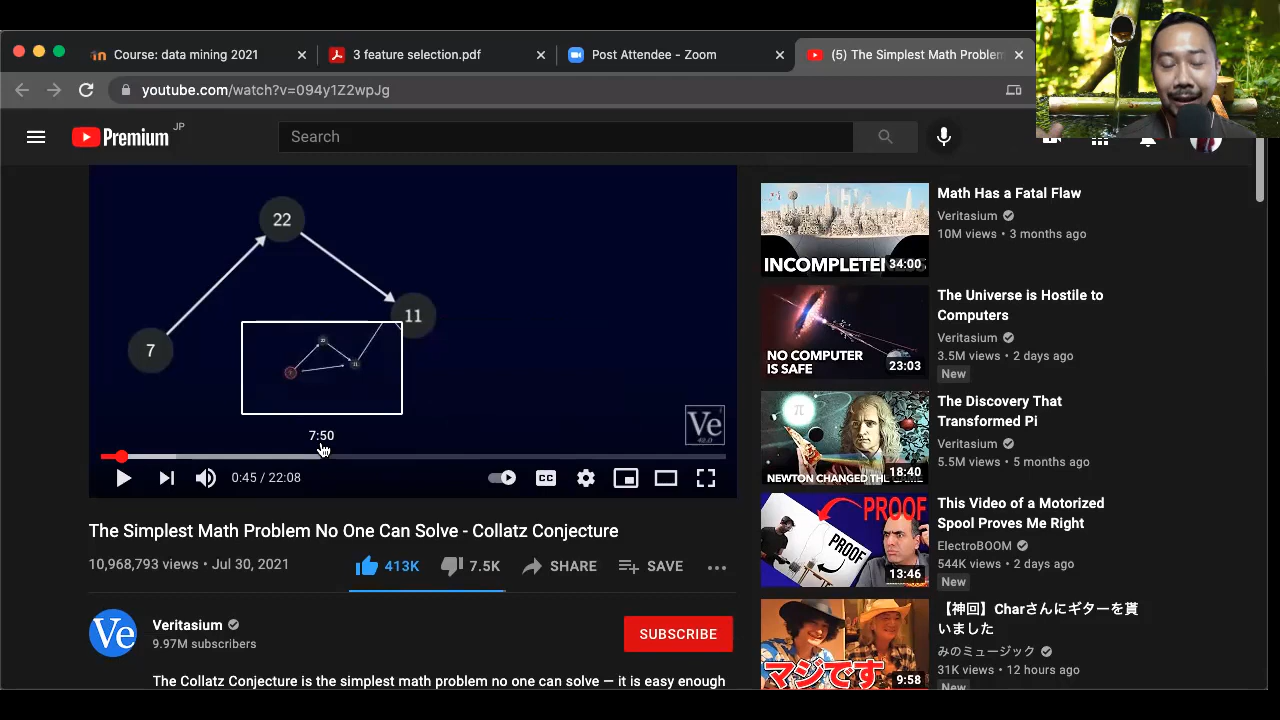 Course: data mining 2021
3 feature selection.pdf
Post Attendee - Zoom
(5) The Simplest Math Problem
youtube.com/watch?v=094y1Z2wpJg
Premium JP
Search
22
7
11
7:50
Ve
42.0
0:45 / 22:08
CC
The Simplest Math Problem No One Can Solve - Collatz Conjecture
10,968,793 views • Jul 30, 2021
413K
7.5K
SHARE
SAVE
Ve
Veritasium
9.97M subscribers
SUBSCRIBE
The Collatz Conjecture is the simplest math problem no one can solve — it is easy enough
34:00
Math Has a Fatal Flaw
Veritasium
10M views • 3 months ago
NO COMPUTER
IS SAFE
23:03
The Universe is Hostile to
Computers
Veritasium
3.5M views • 2 days ago
New
π
NEWTON CHANGED THE
18:40
The Discovery That
Transformed Pi
Veritasium
5.5M views • 5 months ago
PROOF
PROOF
13:46
This Video of a Motorized
Spool Proves Me Right
ElectroBOOM
544K views • 2 days ago
New
マジです
9:58
【神回】Charさんにギターを貰
いました
みのミュージック
31K views • 12 hours ago
New